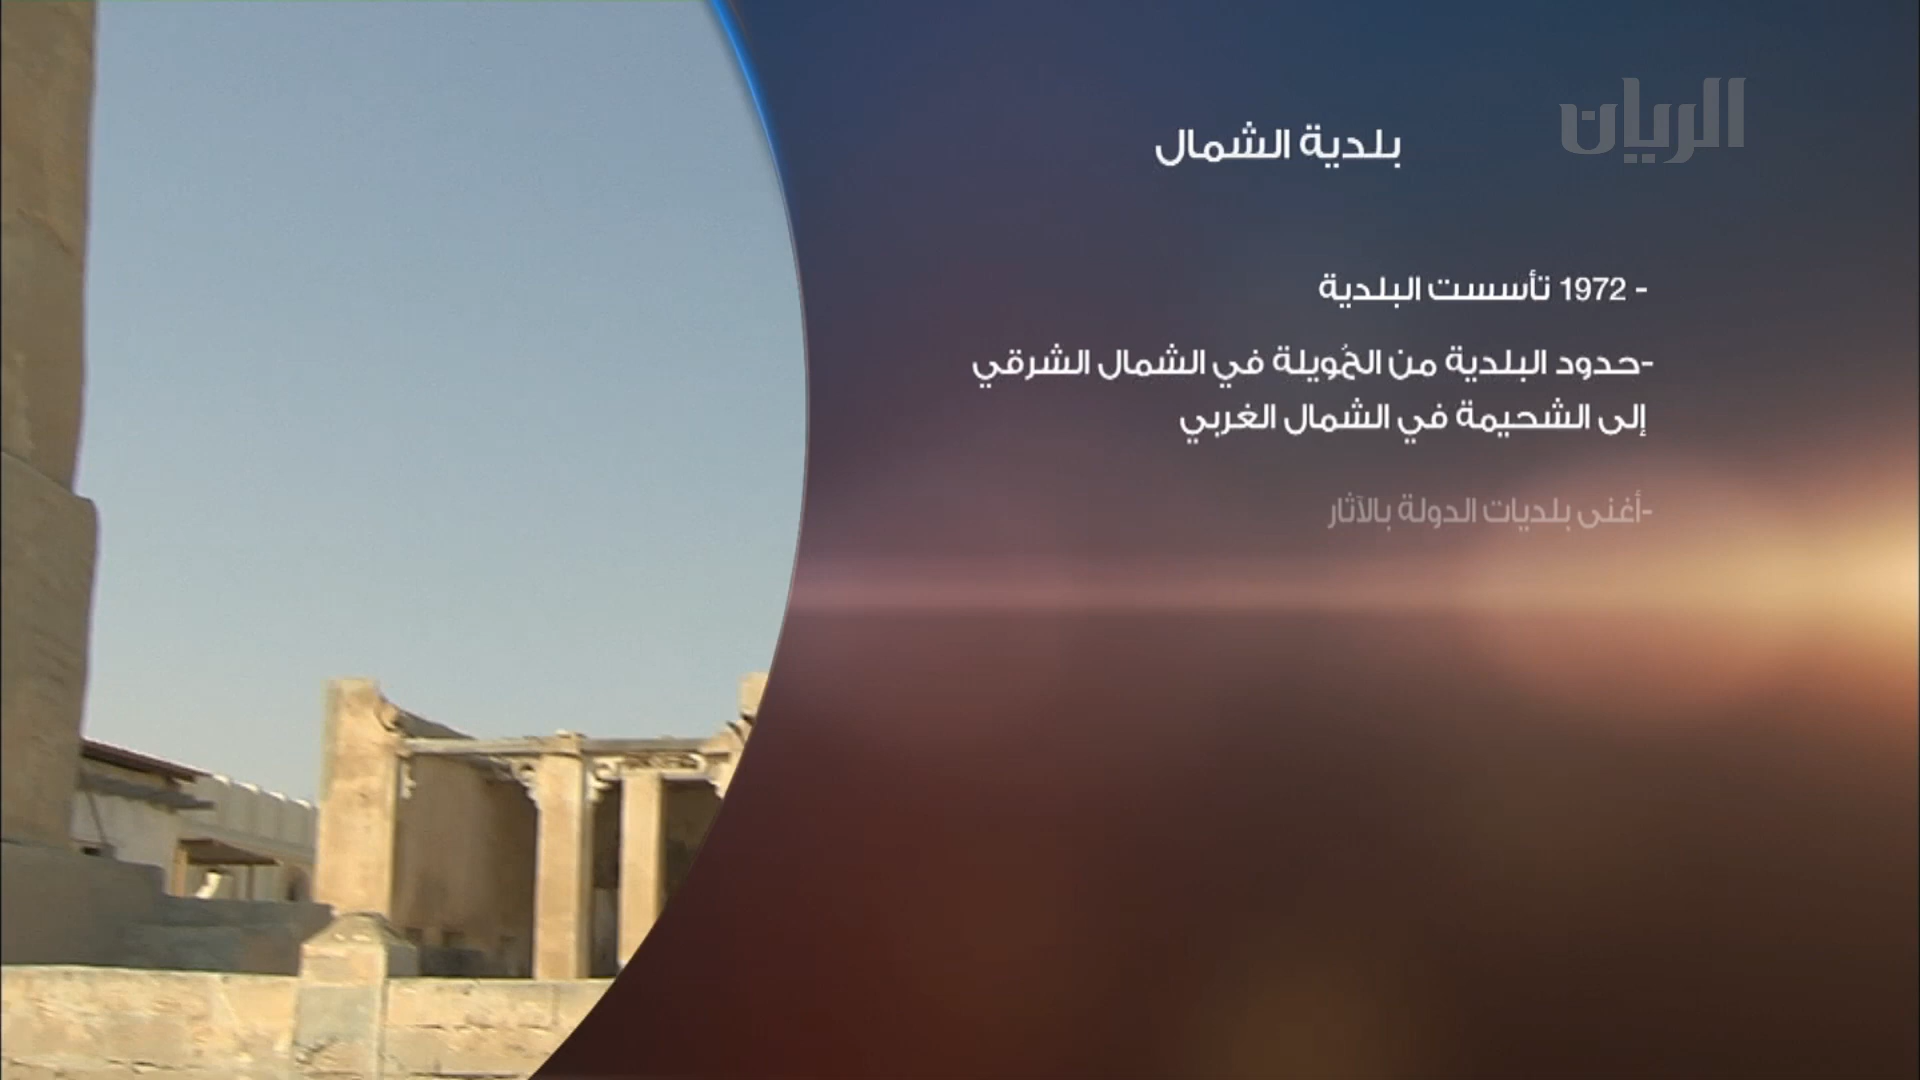 الريان
بلدية الشمال
- 1972 تأسست البلدية
-حدود البلدية من الحُويلة في الشمال الشرقي
إلى الشحيمة في الشمال الغربي
-أغنى بلديات الدولة بالآثار